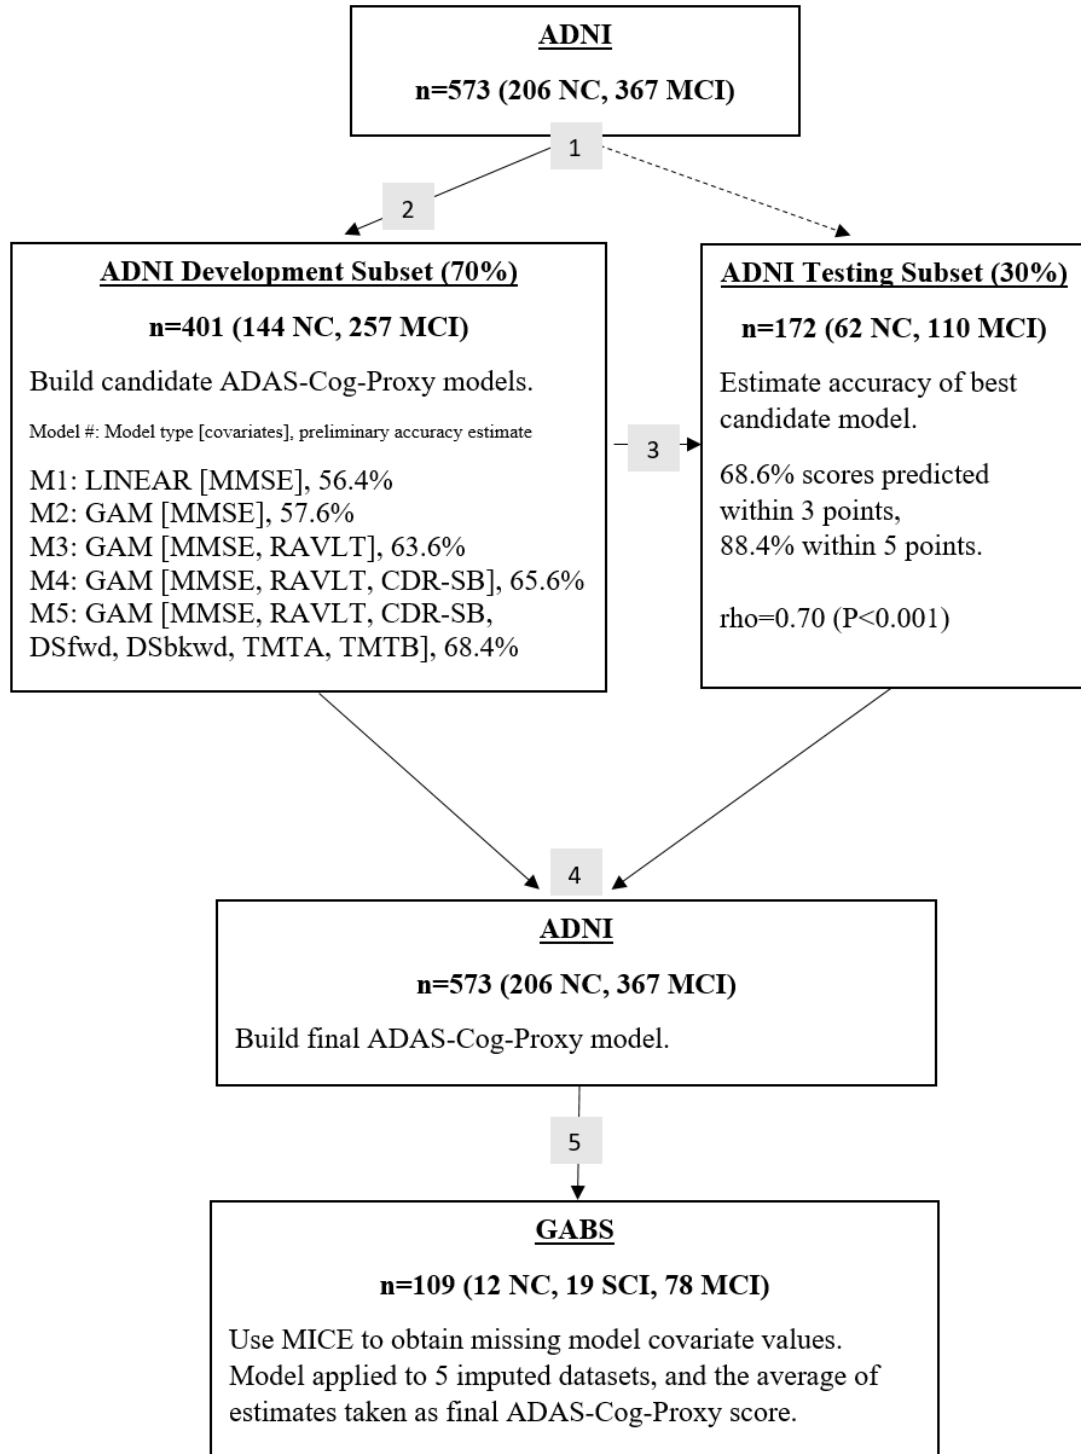 ADNI
n=573 (206 NC, 367 MCI)
1
2
ADNI Development Subset (70%)
n=401 (144 NC, 257 MCI)
Build candidate ADAS-Cog-Proxy models.
Model #: Model type [covariates], preliminary accuracy estimate
M1: LINEAR [MMSE], 56.4%
M2: GAM [MMSE], 57.6%
M3: GAM [MMSE, RAVLT], 63.6%
M4: GAM [MMSE, RAVLT, CDR-SB], 65.6%
M5: GAM [MMSE, RAVLT, CDR-SB,
DSfwd, DSbkwd, TMTA, TMTB], 68.4%
3
ADNI Testing Subset (30%)
n=172 (62 NC, 110 MCI)
Estimate accuracy of best
candidate model.
68.6% scores predicted
within 3 points,
88.4% within 5 points.
rho=0.70 (P<0.001)
4
ADNI
n=573 (206 NC, 367 MCI)
Build final ADAS-Cog-Proxy model.
5
GABS
n=109 (12 NC, 19 SCI, 78 MCI)
Use MICE to obtain missing model covariate values.
Model applied to 5 imputed datasets, and the average of
estimates taken as final ADAS-Cog-Proxy score.